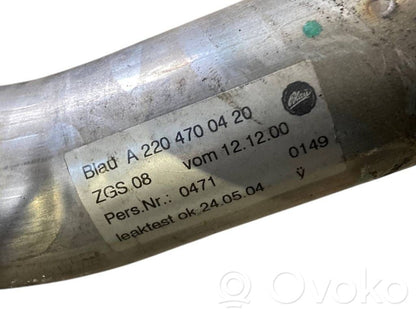 Blau A 220 470 04 20
ZGS 08 vom 12.12.00
Pers.Nr.: 0471 0149
leaktest ok 24.05.04 ÿ
Blau
Ovoko